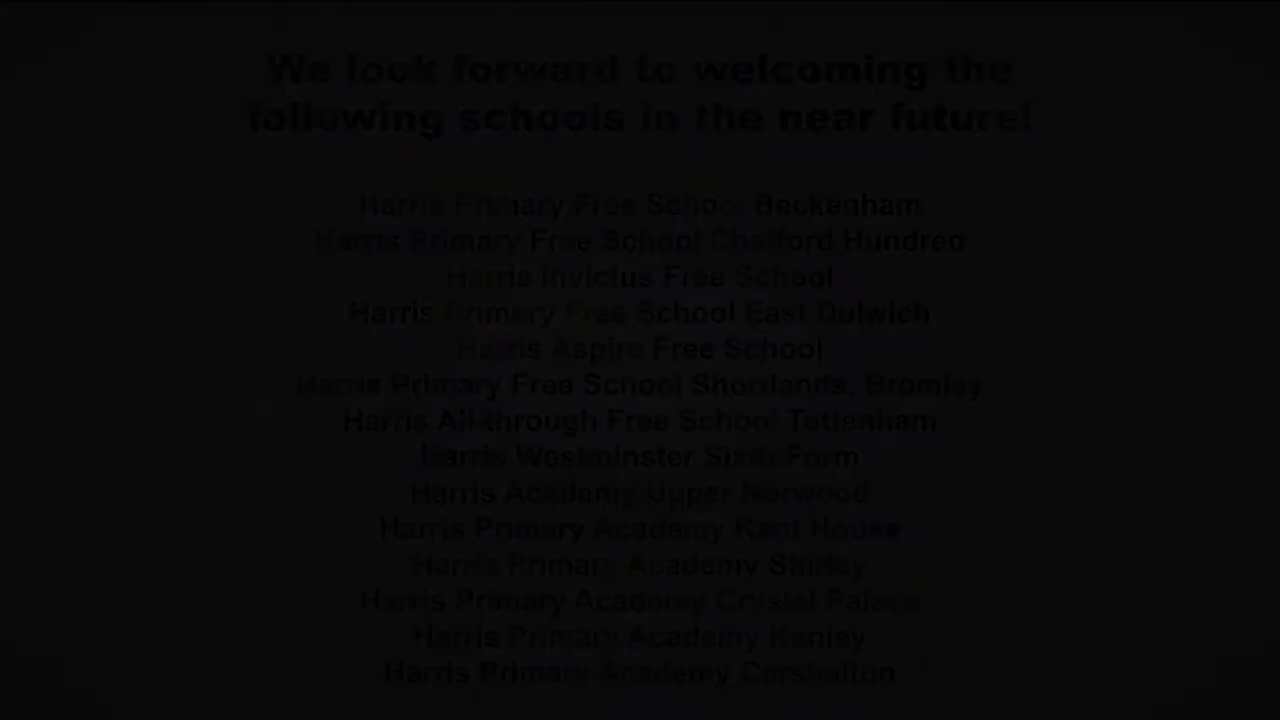 We look forward to welcoming the
following schools in the near future!
Harris Primary Free School Beckenham
Harris Primary Free School Chafford Hundred
Harris Invictus Free School
Harris Primary Free School East Dulwich
Harris Aspire Free School
Harris Primary Free School Shortlands, Bromley
Harris All-through Free School Tottenham
Harris Westminster Sixth Form
Harris Academy Upper Norwood
Harris Primary Academy Kent House
Harris Primary Academy Shirley
Harris Primary Academy Crystal Palace
Harris Primary Academy Kenley
Harris Primary Academy Carshalton